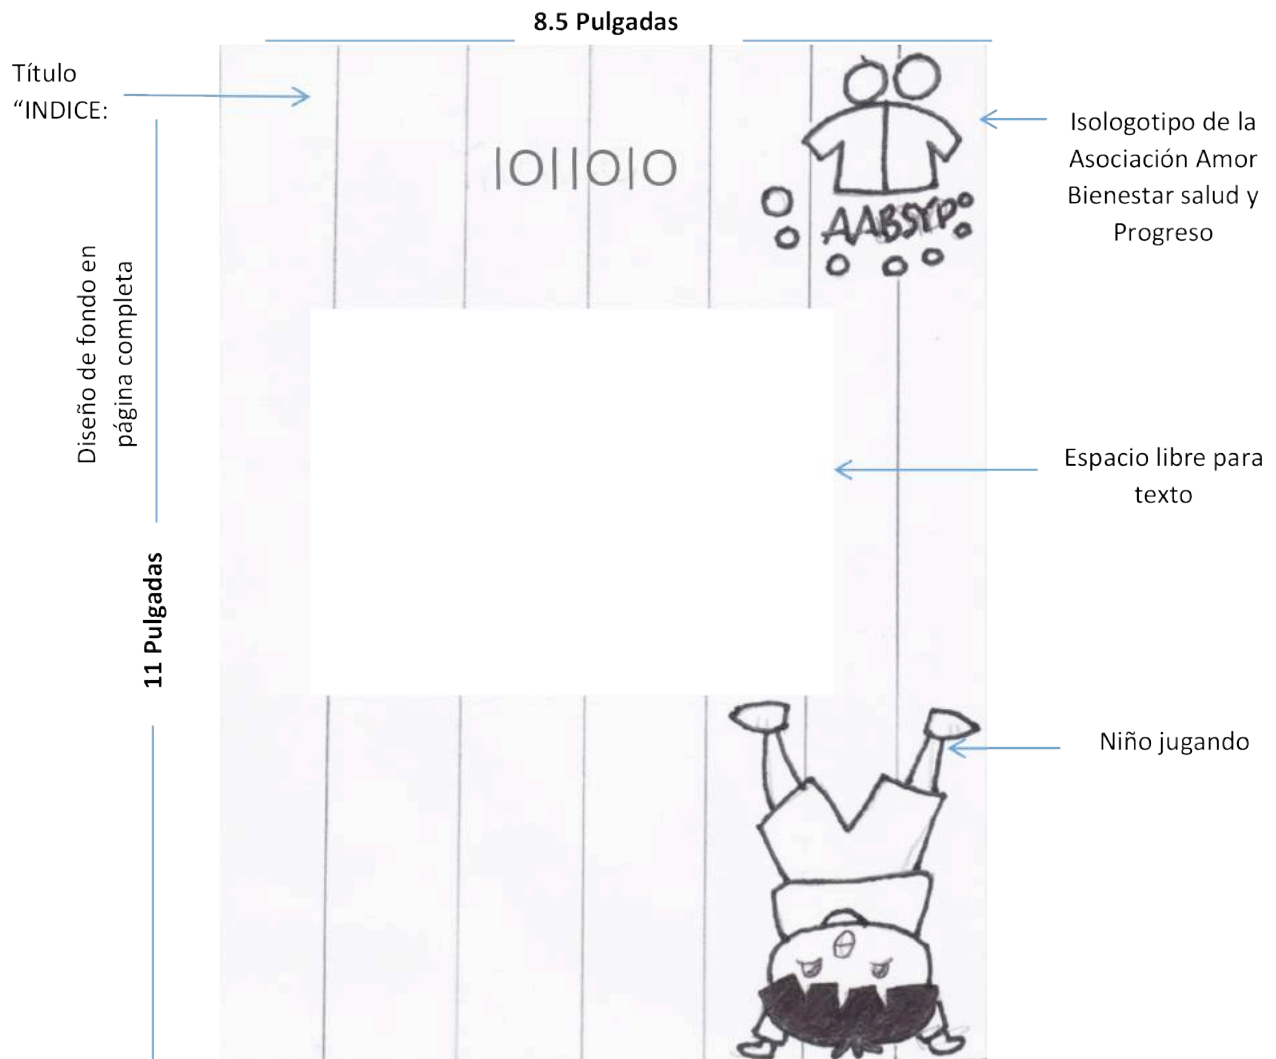 8.5 Pulgadas
Título
“INDICE:
Isologotipo de la
Asociación Amor
Bienestar salud y
Progreso
|O||O|O
AABSYP
Diseño de fondo en
página completa
Espacio libre para
texto
11 Pulgadas
Niño jugando